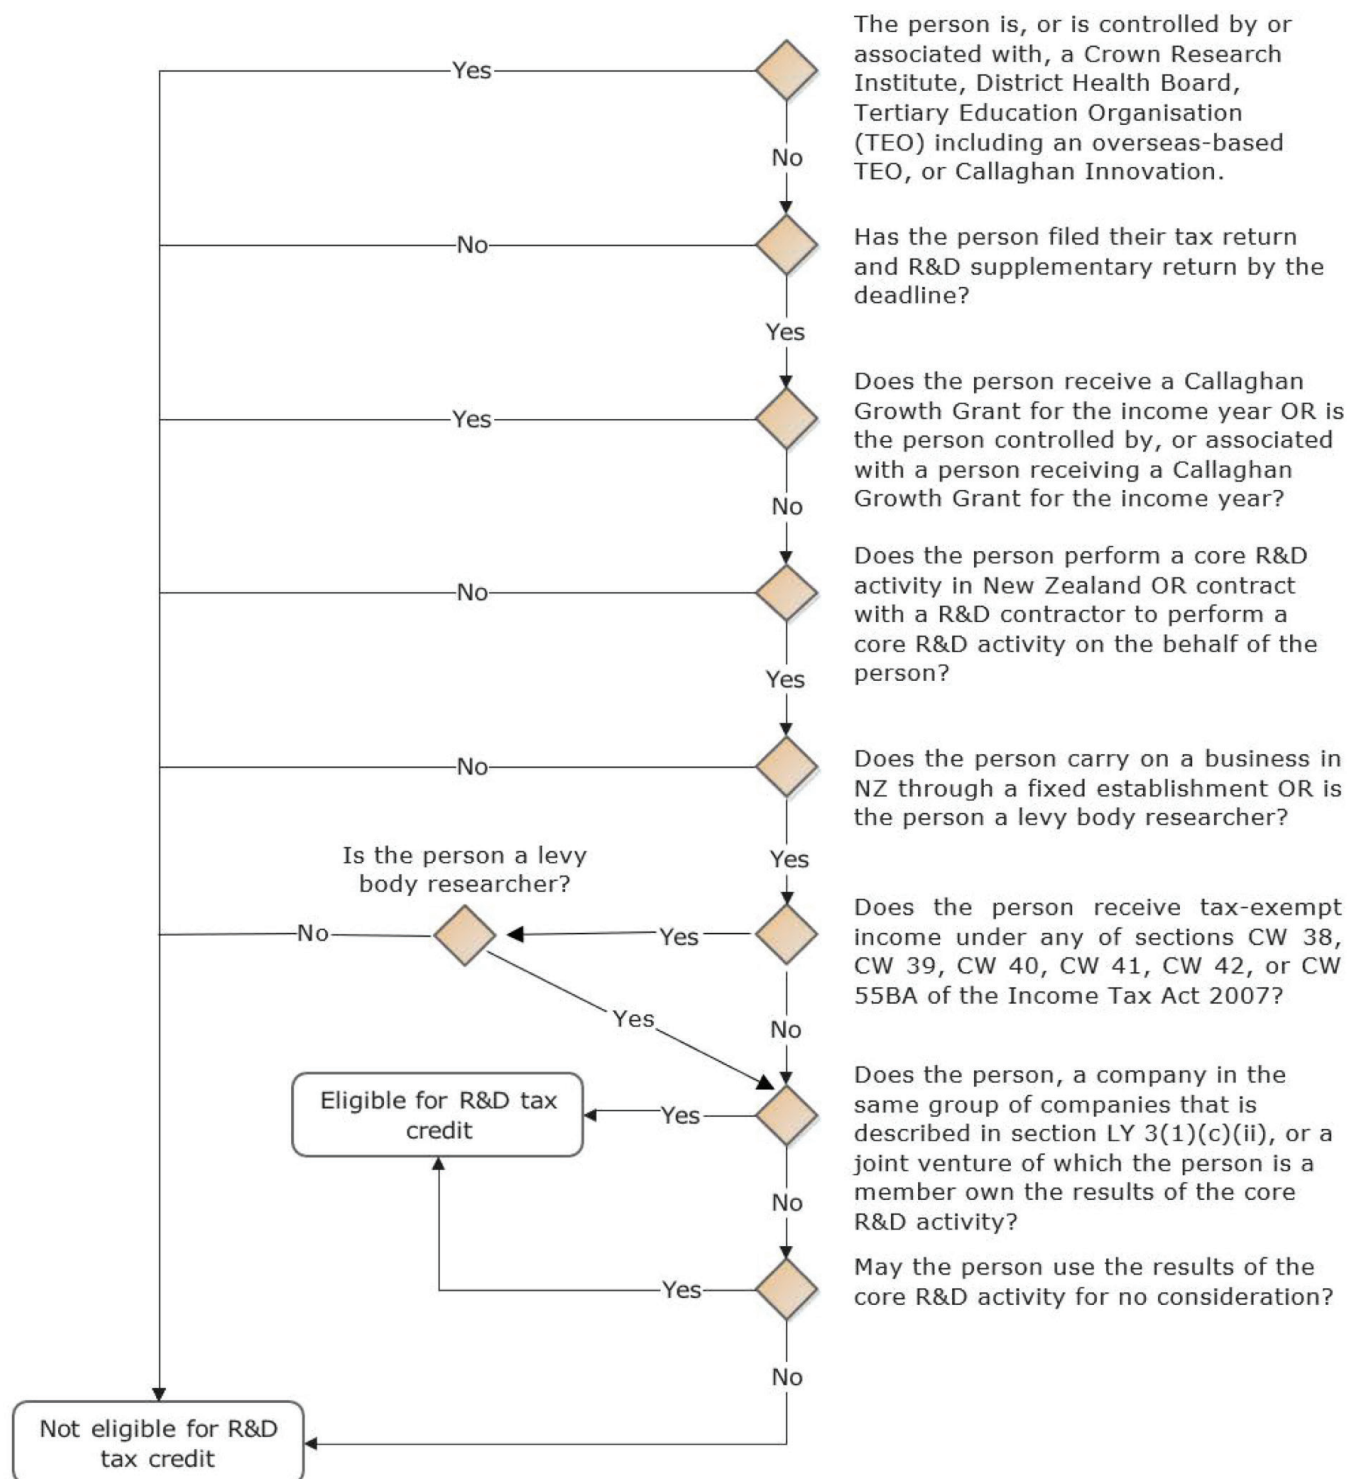 The person is, or is controlled by or
associated with, a Crown Research
Institute, District Health Board,
Tertiary Education Organisation
(TEO) including an overseas-based
TEO, or Callaghan Innovation.
Yes
No
Has the person filed their tax return
and R&D supplementary return by the
deadline?
No
Yes
Does the person receive a Callaghan
Growth Grant for the income year OR is
the person controlled by, or associated
with a person receiving a Callaghan
Growth Grant for the income year?
Yes
No
Does the person perform a core R&D
activity in New Zealand OR contract
with a R&D contractor to perform a
core R&D activity on the behalf of the
person?
No
Yes
Does the person carry on a business in
NZ through a fixed establishment OR is
the person a levy body researcher?
No
Yes
Is the person a levy
body researcher?
Does the person receive tax-exempt
income under any of sections CW 38,
CW 39, CW 40, CW 41, CW 42, or CW
55BA of the Income Tax Act 2007?
No
Yes
Yes
No
Does the person, a company in the
same group of companies that is
described in section LY 3(1)(c)(ii), or a
joint venture of which the person is a
member own the results of the core
R&D activity?
Eligible for R&D tax
credit
Yes
No
May the person use the results of the
core R&D activity for no consideration?
Yes
No
Not eligible for R&D
tax credit